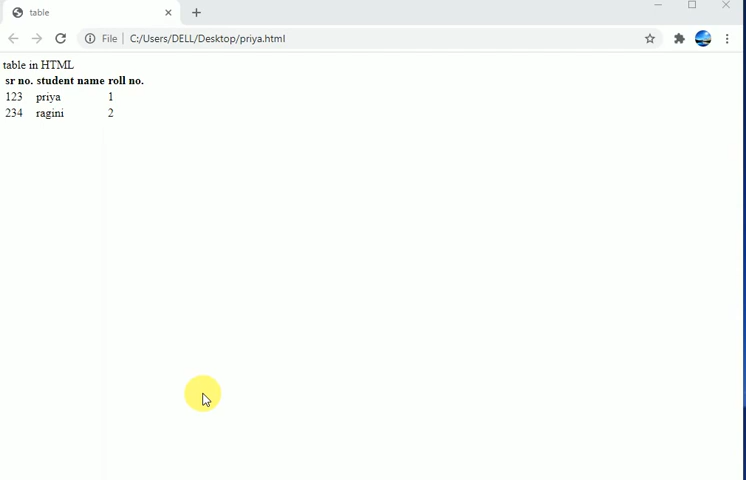 table
File
C:/Users/DELL/Desktop/priya.html
table in HTML
sr no. student name roll no.
123 priya 1
234 ragini 2